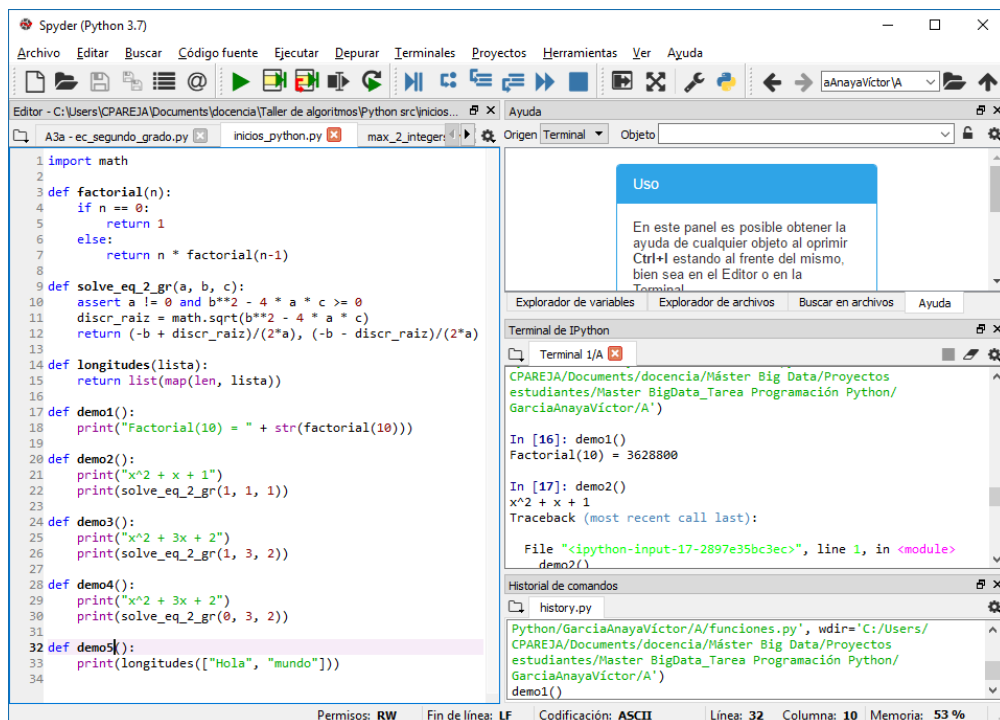 Spyder (Python 3.7)
Archivo Editar Buscar Código fuente Ejecutar Depurar Terminales Proyectos Herramientas Ver Ayuda
aAnayaVíctor\A
Editor - C:\Users\CPAREJA\Documents\docencia\Taller de algoritmos\Python src\inicios...
A3a - ec_segundo_grado.py inicios_python.py max_2_integer
1 import math
2
3 def factorial(n):
4     if n == 0:
5         return 1
6     else:
7         return n * factorial(n-1)
8
9 def solve_eq_2_gr(a, b, c):
10     assert a != 0 and b**2 - 4 * a * c >= 0
11     discr_raiz = math.sqrt(b**2 - 4 * a * c)
12     return (-b + discr_raiz)/(2*a), (-b - discr_raiz)/(2*a)
13
14 def longitudes(lista):
15     return list(map(len, lista))
16
17 def demo1():
18     print("Factorial(10) = " + str(factorial(10)))
19
20 def demo2():
21     print("x^2 + x + 1")
22     print(solve_eq_2_gr(1, 1, 1))
23
24 def demo3():
25     print("x^2 + 3x + 2")
26     print(solve_eq_2_gr(1, 3, 2))
27
28 def demo4():
29     print("x^2 + 3x + 2")
30     print(solve_eq_2_gr(0, 3, 2))
31
32 def demo5():
33     print(longitudes(["Hola", "mundo"]))
34
Ayuda
Origen Terminal Objeto
Uso
En este panel es posible obtener la
ayuda de cualquier objeto al oprimir
Ctrl+I estando al frente del mismo,
bien sea en el Editor o en la
Terminal
Explorador de variables Explorador de archivos Buscar en archivos Ayuda
Terminal de IPython
Terminal 1/A
CPAREJA/Documents/docencia/Máster Big Data/Proyectos
estudiantes/Master BigData_Tarea Programación Python/
GarciaAnayaVíctor/A')
In [16]: demo1()
Factorial(10) = 3628800
In [17]: demo2()
x^2 + x + 1
Traceback (most recent call last):
File "<ipython-input-17-2897e35bc3ec>", line 1, in <module>
demo2()
Historial de comandos
history.py
Python/GarciaAnayaVíctor/A/funciones.py', wdir='C:/Users/
CPAREJA/Documents/docencia/Máster Big Data/Proyectos
estudiantes/Master BigData_Tarea Programación Python/
GarciaAnayaVíctor/A')
demo1()
Permisos: RW Fin de línea: LF Codificación: ASCII Línea: 32 Columna: 10 Memoria: 53 %